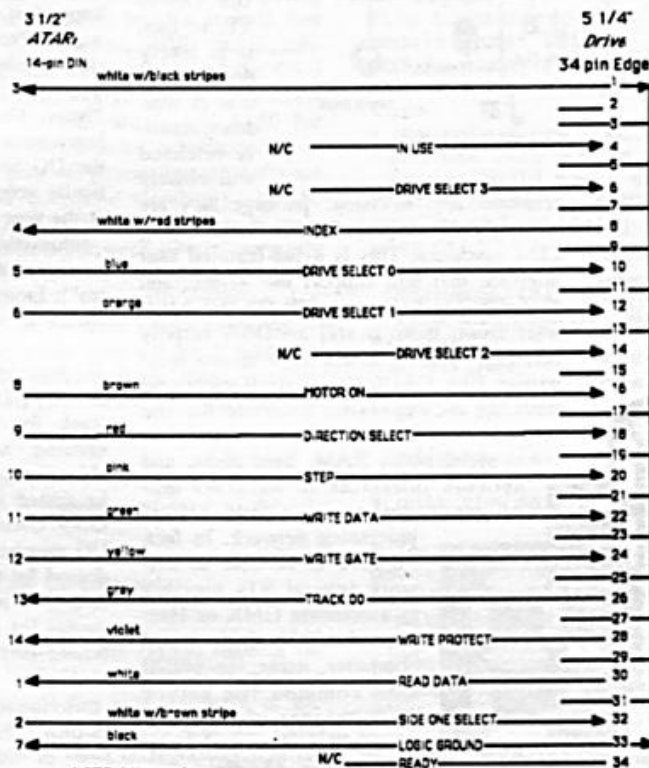 3 1/2" 5 1/4"
ATARI Drive
14-pin DIN 34 pin Edge
3 white w/black stripes 1
2
3
N/C IN USE 4
5
N/C DRIVE SELECT 3 6
7
4 white w/red stripes INDEX 8
9
5 blue DRIVE SELECT 0 10
11
6 orange DRIVE SELECT 1 12
13
N/C DRIVE SELECT 2 14
15
8 brown MOTOR ON 16
17
9 red DIRECTION SELECT 18
19
10 pink STEP 20
21
11 green WRITE DATA 22
23
12 yellow WRITE GATE 24
25
13 grey TRACK 00 26
27
14 violet WRITE PROTECT 28
29
1 white READ DATA 30
31
2 white w/brown stripe SIDE ONE SELECT 32
7 black LOGIC GROUND 33
N/C READY 34